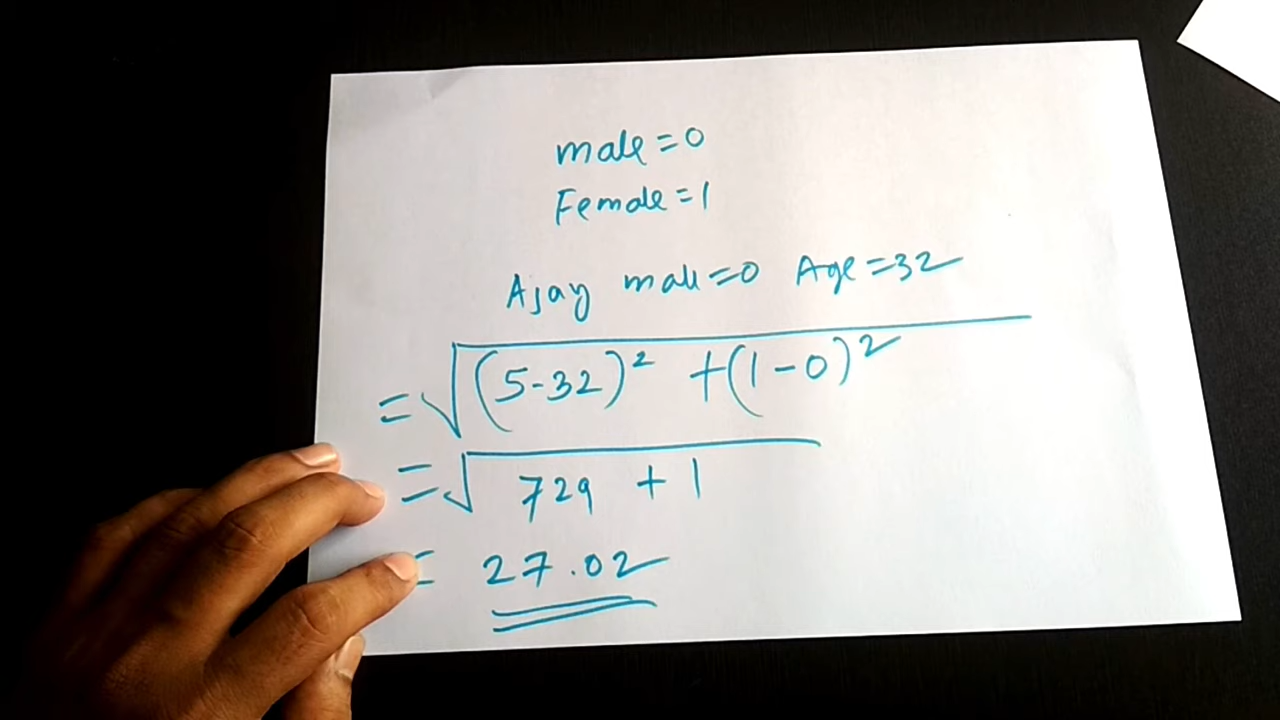 male=0
Female=1
Ajay male=0 Age=32
=√(5-32)² +(1-0)²
=√729 + 1
= 27.02